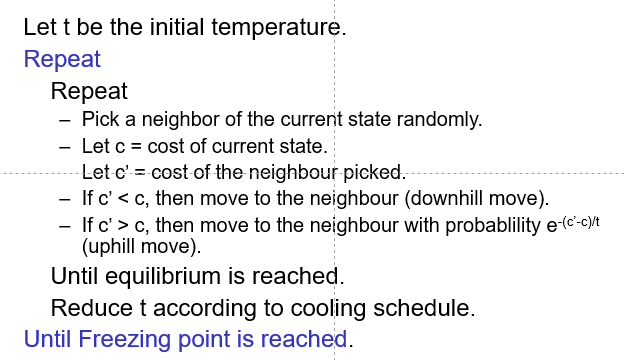 Let t be the initial temperature.
Repeat
Repeat
– Pick a neighbor of the current state randomly.
– Let c = cost of current state.
Let c’ = cost of the neighbour picked.
– If c’ < c, then move to the neighbour (downhill move).
– If c’ > c, then move to the neighbour with probablility e-(c’-c)/t
(uphill move).
Until equilibrium is reached.
Reduce t according to cooling schedule.
Until Freezing point is reached.